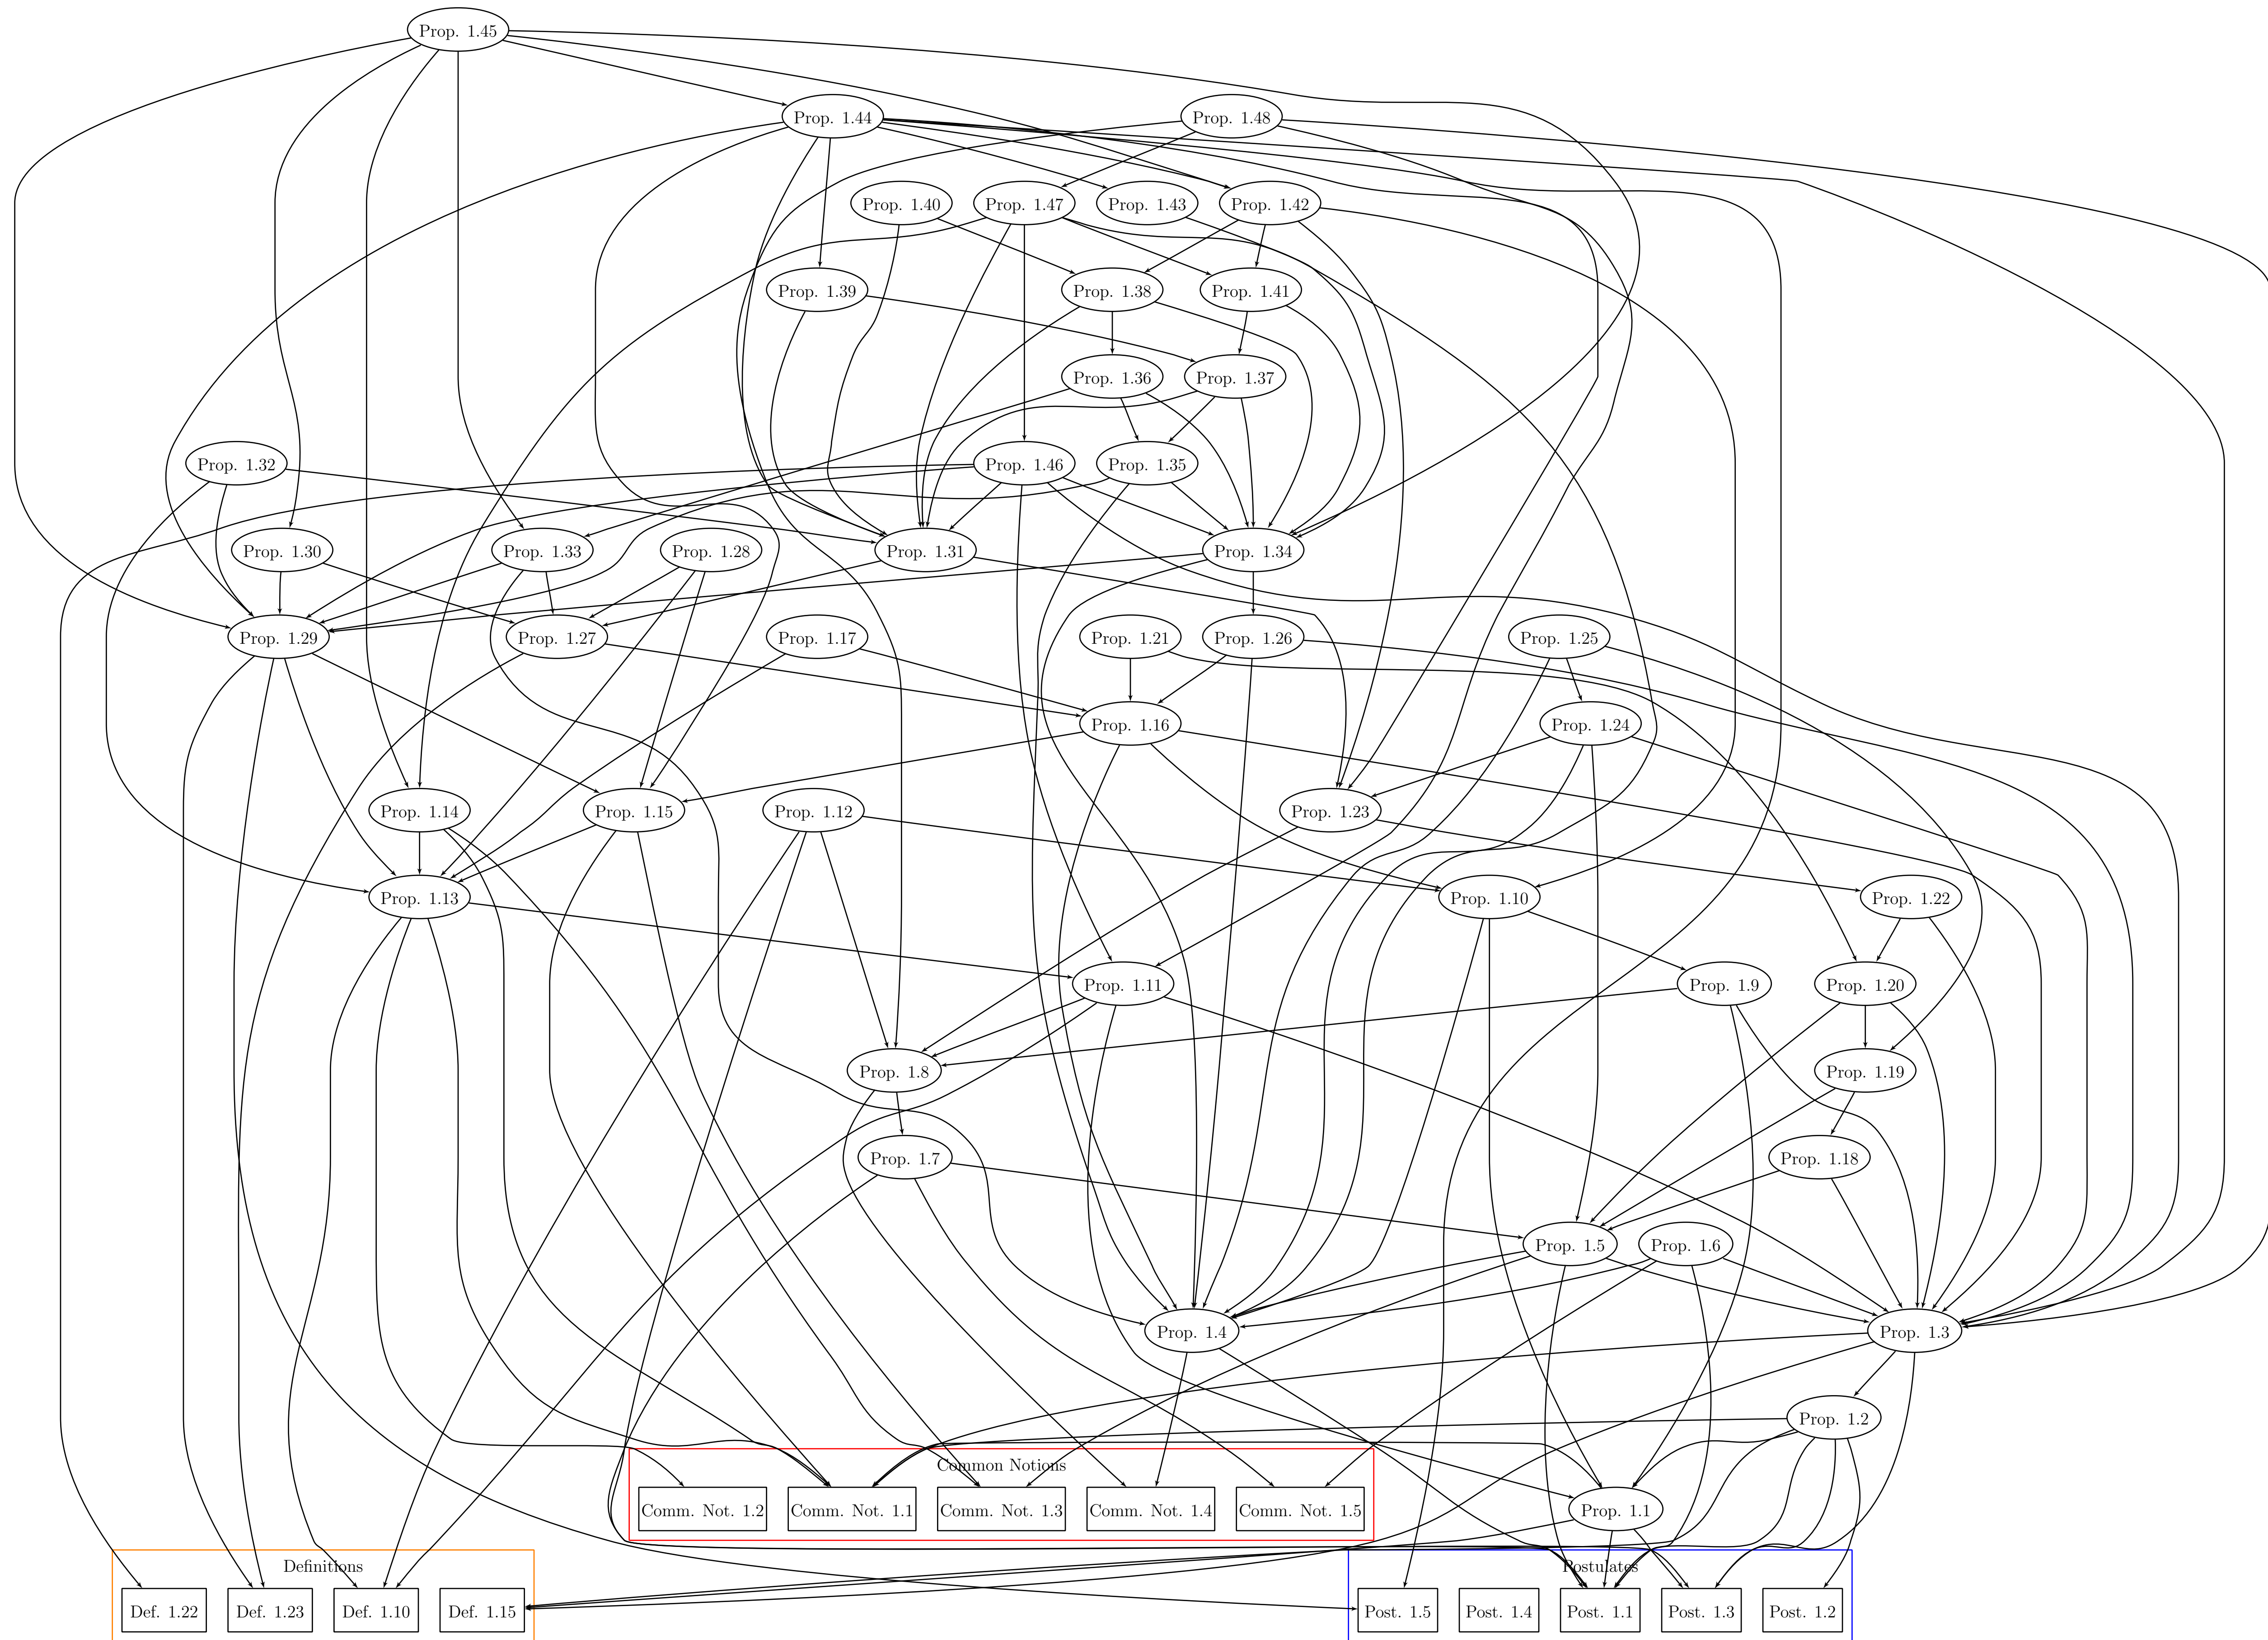 Prop. 1.45
Prop. 1.44
Prop. 1.48
Prop. 1.40
Prop. 1.47
Prop. 1.43
Prop. 1.42
Prop. 1.39
Prop. 1.38
Prop. 1.41
Prop. 1.36
Prop. 1.37
Prop. 1.32
Prop. 1.46
Prop. 1.35
Prop. 1.30
Prop. 1.33
Prop. 1.28
Prop. 1.31
Prop. 1.34
Prop. 1.29
Prop. 1.27
Prop. 1.17
Prop. 1.21
Prop. 1.26
Prop. 1.25
Prop. 1.16
Prop. 1.24
Prop. 1.14
Prop. 1.15
Prop. 1.12
Prop. 1.23
Prop. 1.13
Prop. 1.10
Prop. 1.22
Prop. 1.11
Prop. 1.9
Prop. 1.20
Prop. 1.8
Prop. 1.19
Prop. 1.7
Prop. 1.18
Prop. 1.5
Prop. 1.6
Prop. 1.4
Prop. 1.3
Prop. 1.2
Common Notions
Comm. Not. 1.2
Comm. Not. 1.1
Comm. Not. 1.3
Comm. Not. 1.4
Comm. Not. 1.5
Prop. 1.1
Definitions
Postulates
Def. 1.22
Def. 1.23
Def. 1.10
Def. 1.15
Post. 1.5
Post. 1.4
Post. 1.1
Post. 1.3
Post. 1.2